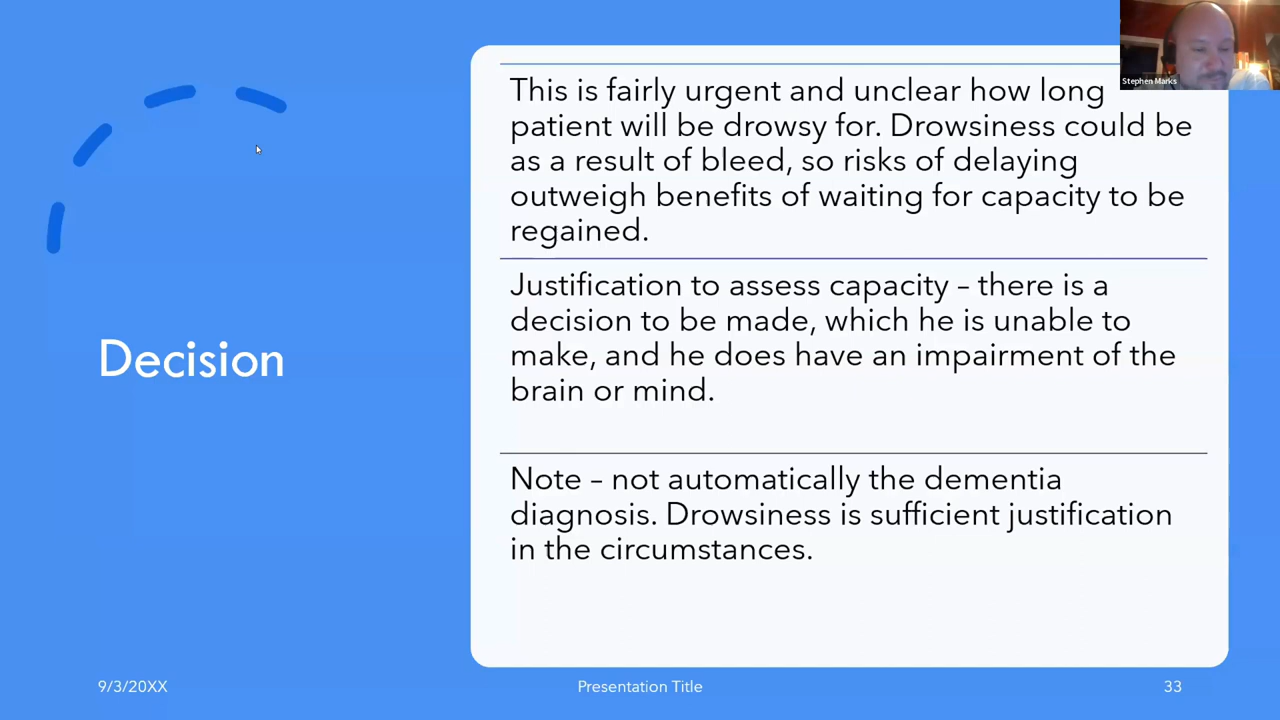 Stephen Marks
This is fairly urgent and unclear how long
patient will be drowsy for. Drowsiness could be
as a result of bleed, so risks of delaying
outweigh benefits of waiting for capacity to be
regained.
Justification to assess capacity – there is a
decision to be made, which he is unable to
make, and he does have an impairment of the
brain or mind.
Decision
Note – not automatically the dementia
diagnosis. Drowsiness is sufficient justification
in the circumstances.
9/3/20XX
Presentation Title
33